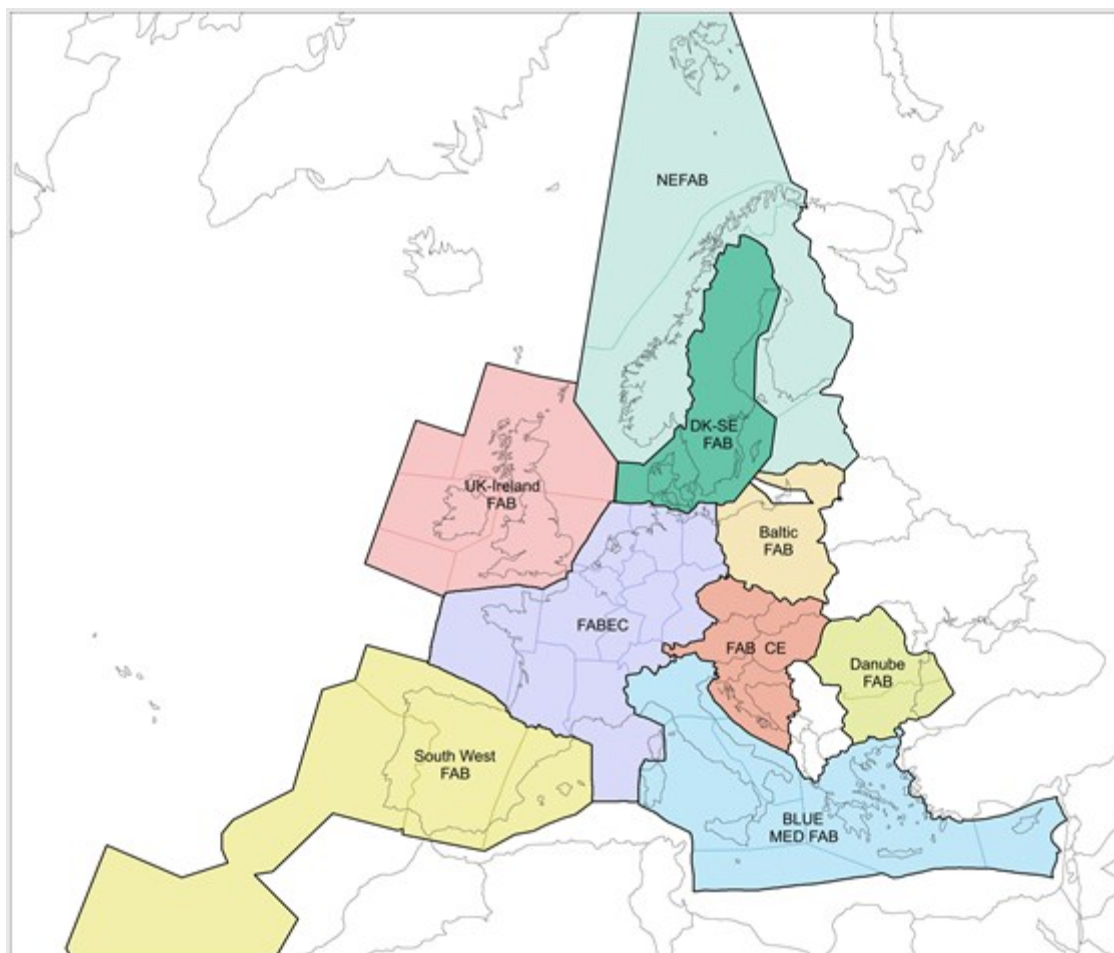 NEFAB
DK-SE
FAB
UK-Ireland
FAB
Baltic
FAB
FABEC
FAB CE
Danube
FAB
South West
FAB
BLUE
MED FAB